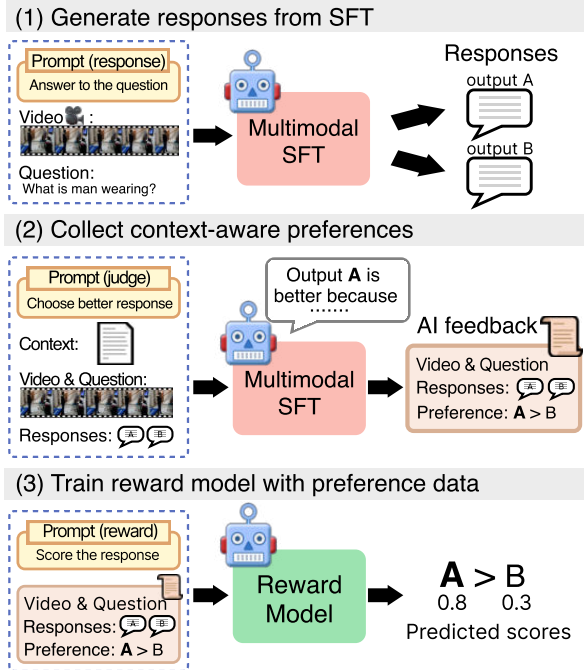 (1) Generate responses from SFT
Prompt (response)
Answer to the question
Video :
Question:
What is man wearing?
Multimodal
SFT
Responses
output A
output B
(2) Collect context-aware preferences
Prompt (judge)
Choose better response
Context:
Video & Question:
Responses: A B
Output A is
better because
.......
Multimodal
SFT
AI feedback
Video & Question
Responses: A B
Preference: A > B
(3) Train reward model with preference data
Prompt (reward)
Score the response
Video & Question
Responses: A B
Preference: A > B
Reward
Model
A > B
0.8 0.3
Predicted scores